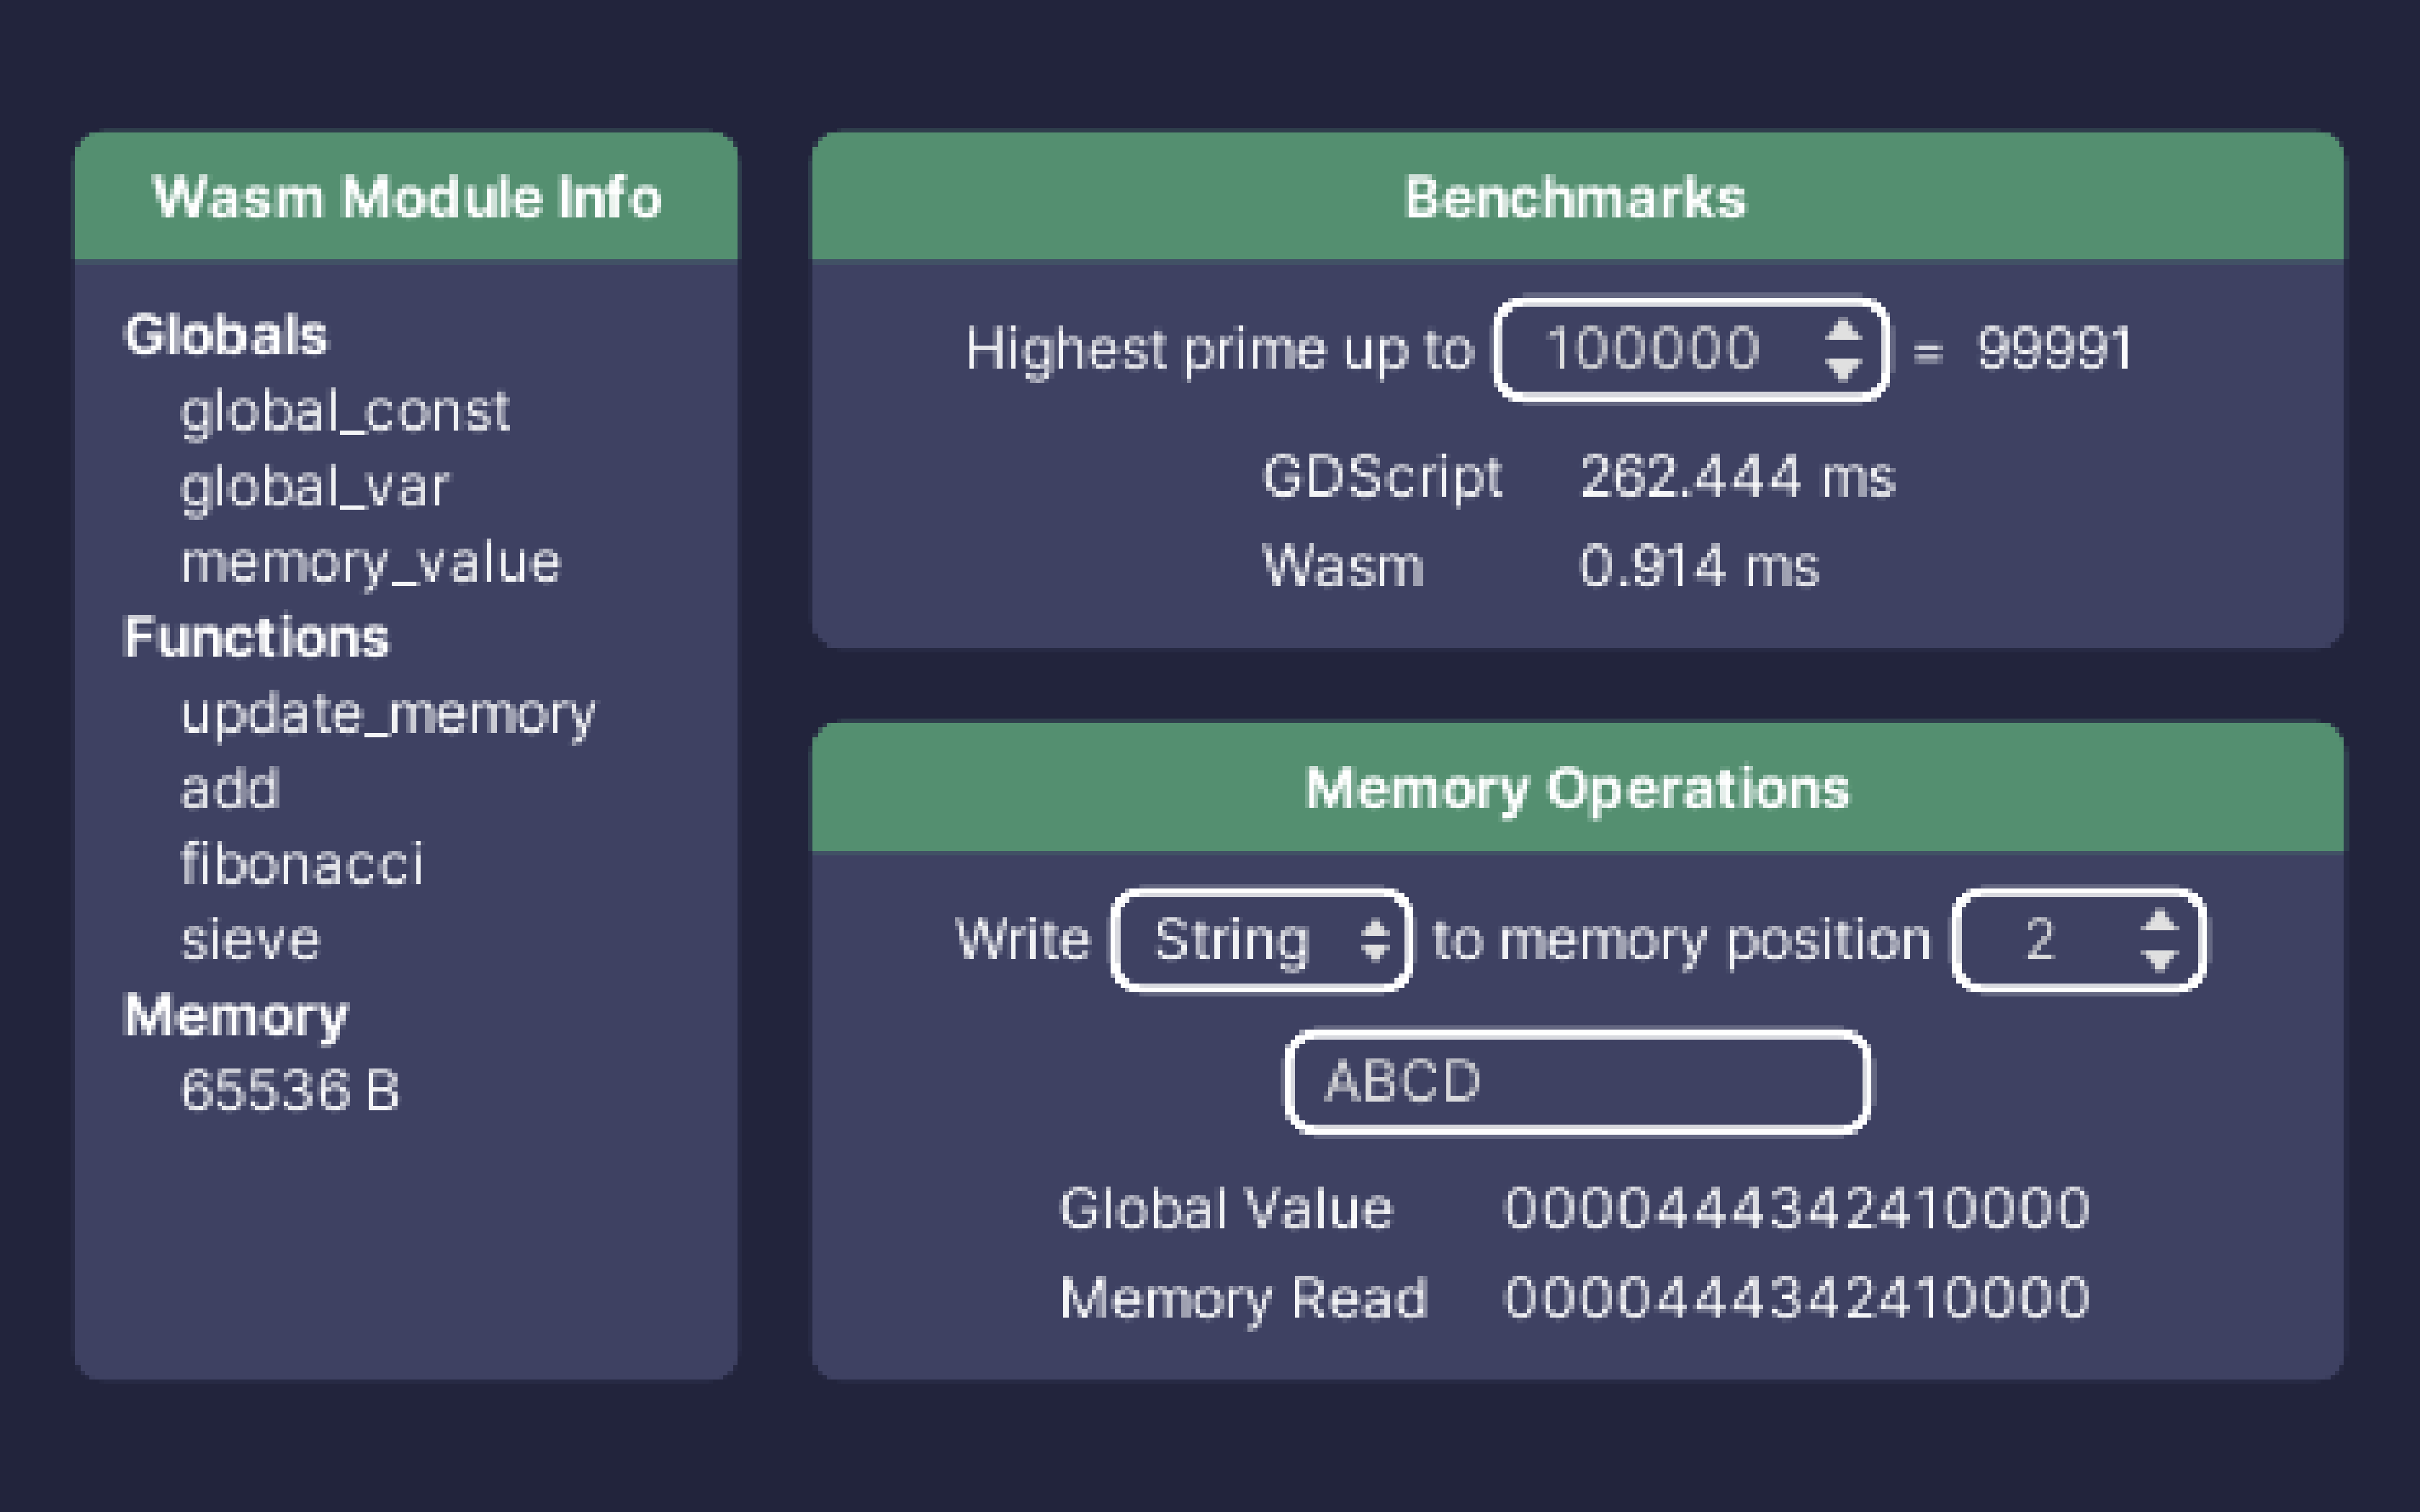 Wasm Module Info
Globals
global_const
global_var
memory_value
Functions
update_memory
add
fibonacci
sieve
Memory
65536 B
Benchmarks
Highest prime up to 100000 = 99991
GDScript 262.444 ms
Wasm 0.914 ms
Memory Operations
Write String to memory position 2
ABCD
Global Value 0000444342410000
Memory Read 0000444342410000